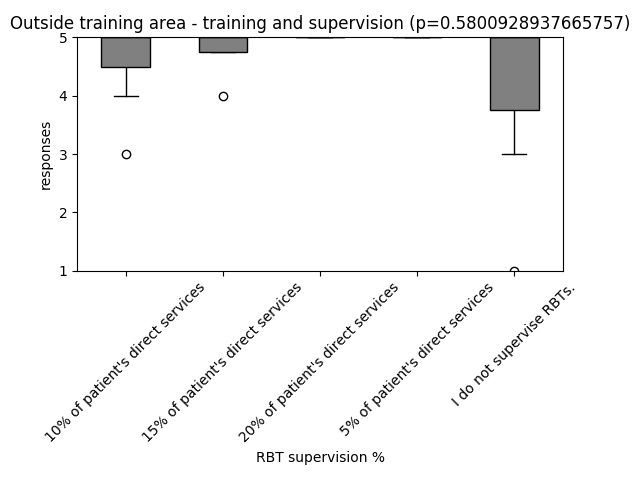 Outside training area - training and supervision (p=0.5800928937665757)
5
4
3
2
1
responses
10% of patient's direct services
15% of patient's direct services
20% of patient's direct services
5% of patient's direct services
I do not supervise RBTs.
RBT supervision %